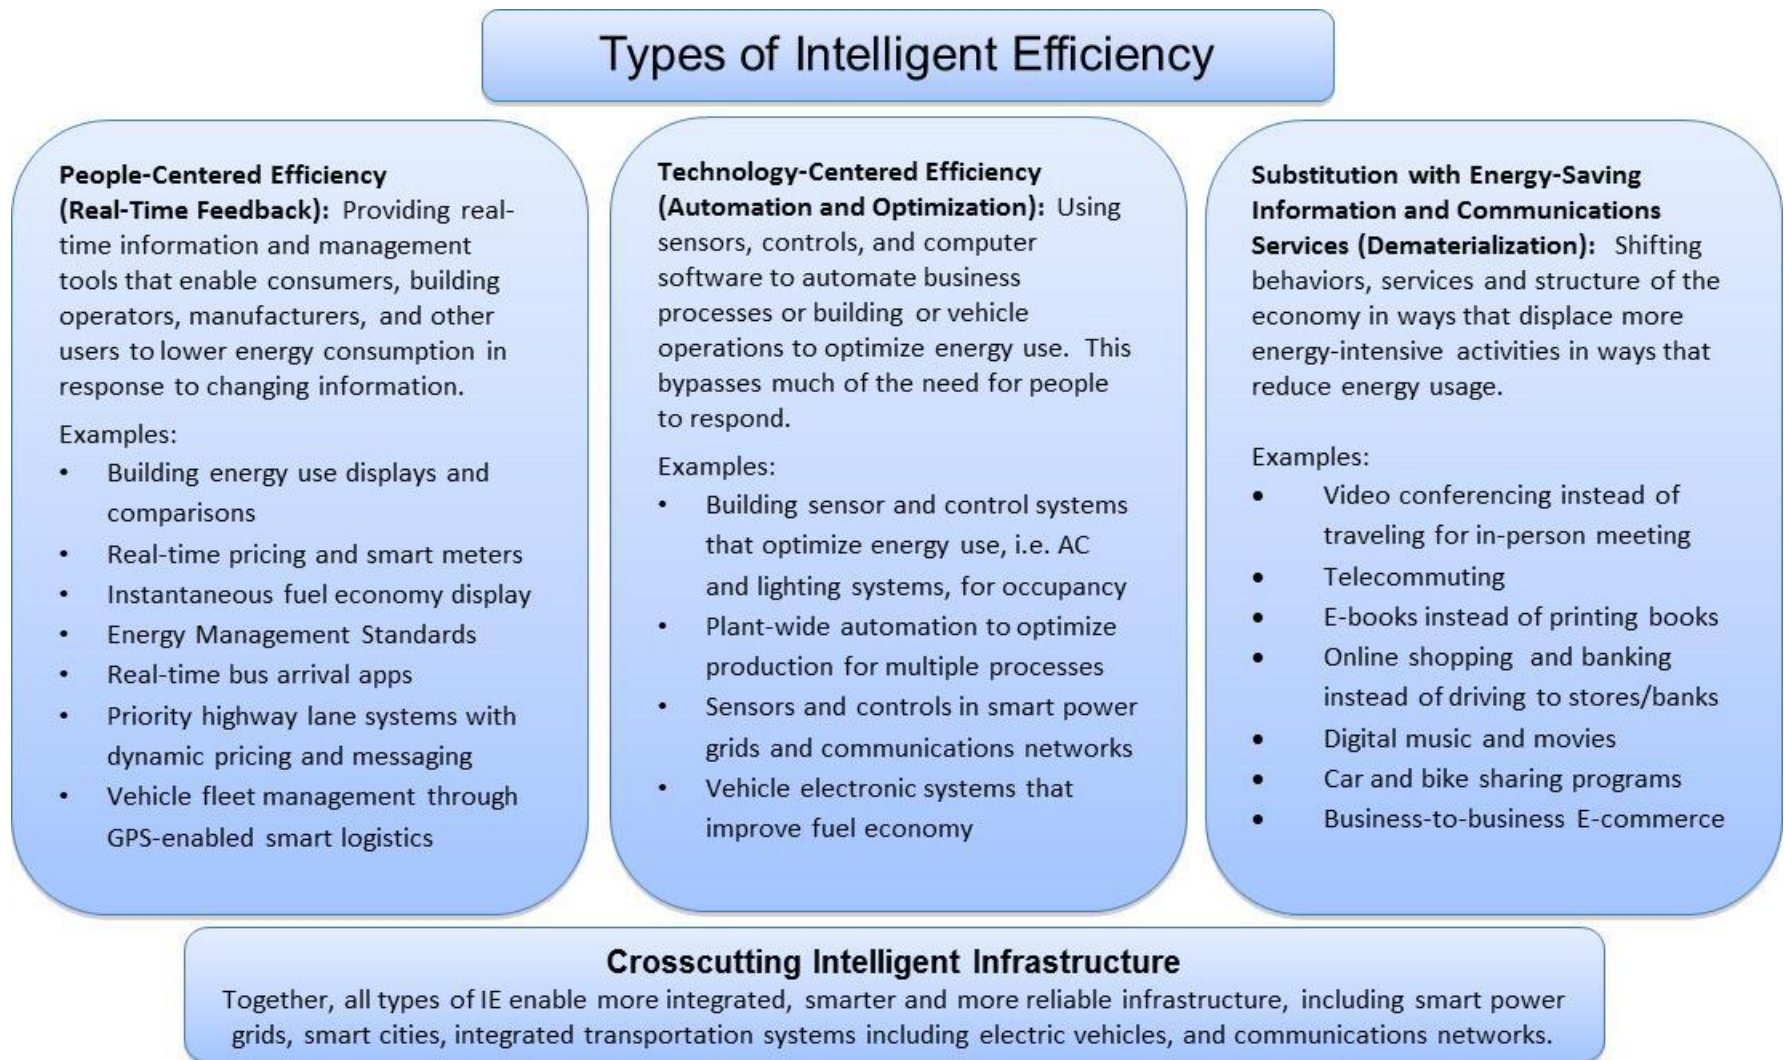 Types of Intelligent Efficiency
People-Centered Efficiency
(Real-Time Feedback): Providing real-
time information and management
tools that enable consumers, building
operators, manufacturers, and other
users to lower energy consumption in
response to changing information.
Examples:
• Building energy use displays and
comparisons
• Real-time pricing and smart meters
• Instantaneous fuel economy display
• Energy Management Standards
• Real-time bus arrival apps
• Priority highway lane systems with
dynamic pricing and messaging
• Vehicle fleet management through
GPS-enabled smart logistics
Technology-Centered Efficiency
(Automation and Optimization): Using
sensors, controls, and computer
software to automate business
processes or building or vehicle
operations to optimize energy use. This
bypasses much of the need for people
to respond.
Examples:
• Building sensor and control systems
that optimize energy use, i.e. AC
and lighting systems, for occupancy
• Plant-wide automation to optimize
production for multiple processes
• Sensors and controls in smart power
grids and communications networks
• Vehicle electronic systems that
improve fuel economy
Substitution with Energy-Saving
Information and Communications
Services (Dematerialization): Shifting
behaviors, services and structure of the
economy in ways that displace more
energy-intensive activities in ways that
reduce energy usage.
Examples:
• Video conferencing instead of
traveling for in-person meeting
• Telecommuting
• E-books instead of printing books
• Online shopping and banking
instead of driving to stores/banks
• Digital music and movies
• Car and bike sharing programs
• Business-to-business E-commerce
Crosscutting Intelligent Infrastructure
Together, all types of IE enable more integrated, smarter and more reliable infrastructure, including smart power
grids, smart cities, integrated transportation systems including electric vehicles, and communications networks.